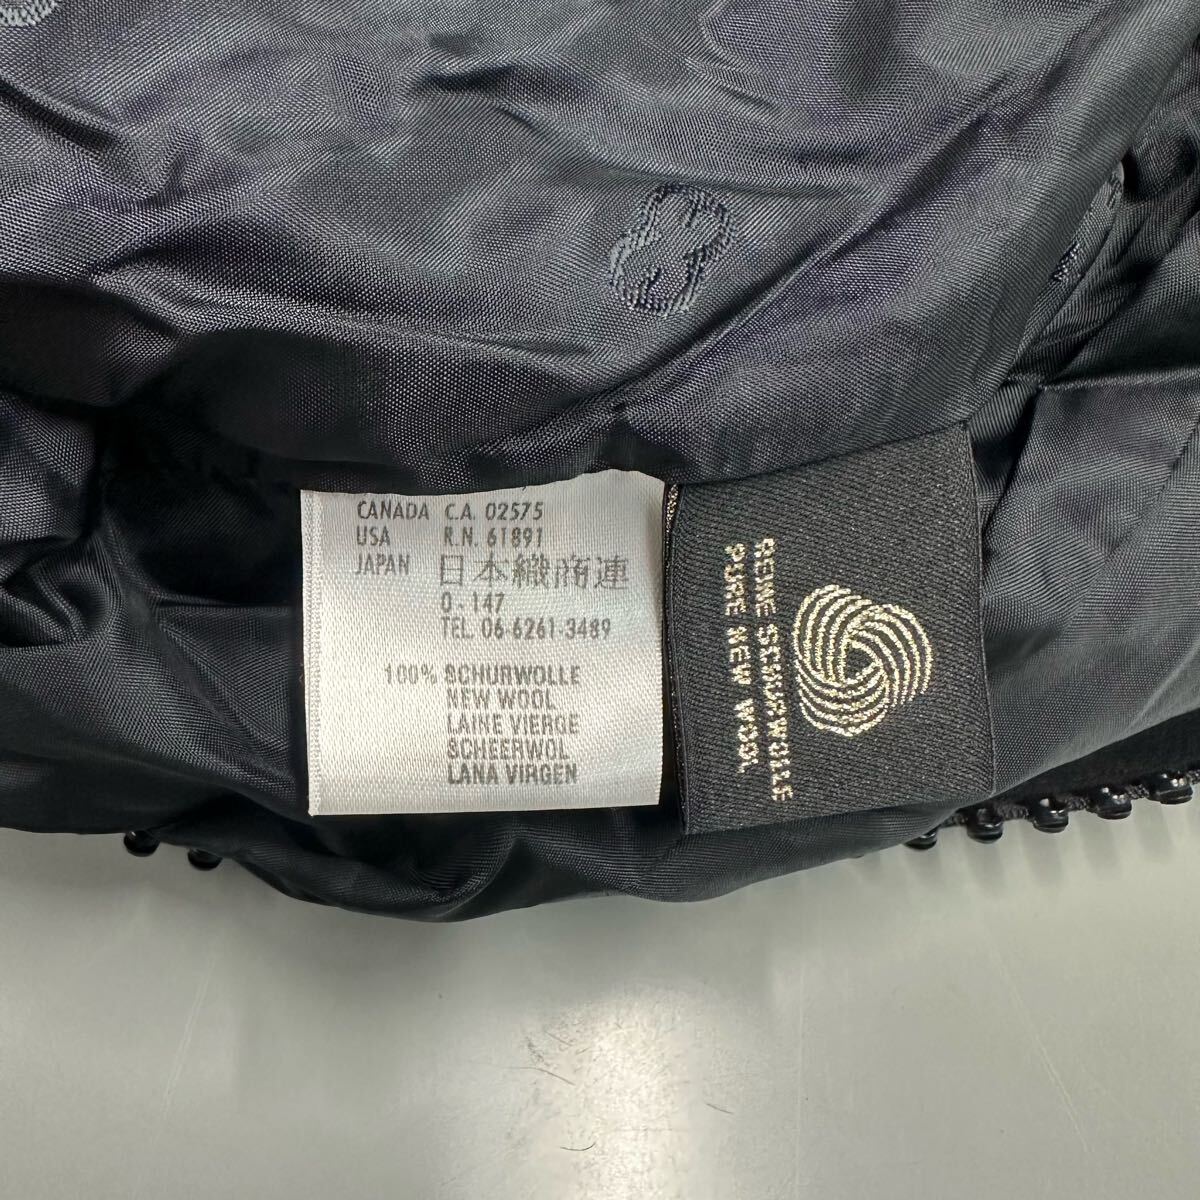 CANADA C.A. 02575
USA R.N. 61891
JAPAN 日本織商連
0-147
TEL. 06-6261-3489
100% SCHURWOLLE
NEW WOOL
LAINE VIERGE
SCHEERWOL
LANA VIRGEN
REINE SCHURWOLLE
PURE NEW WOOL